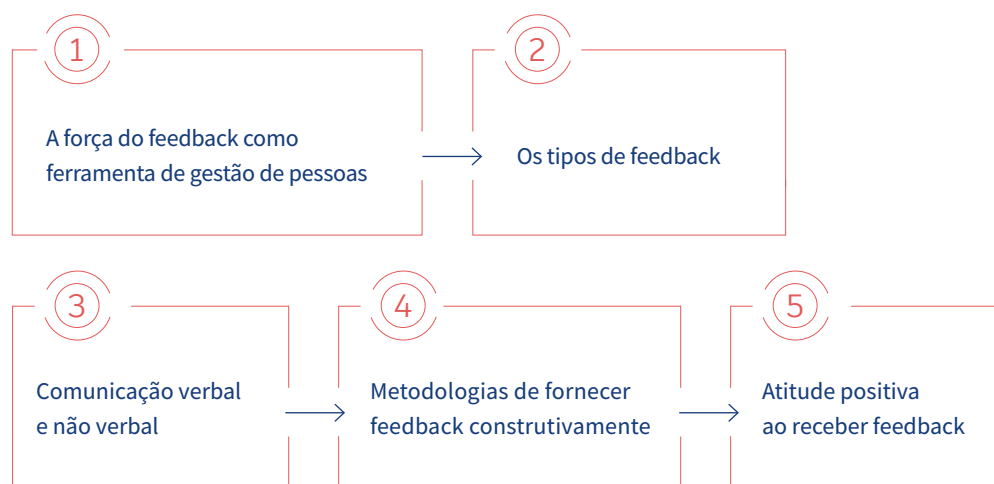 1
A força do feedback como
ferramenta de gestão de pessoas
2
Os tipos de feedback
3
Comunicação verbal
e não verbal
4
Metodologias de fornecer
feedback construtivamente
5
Atitude positiva
ao receber feedback